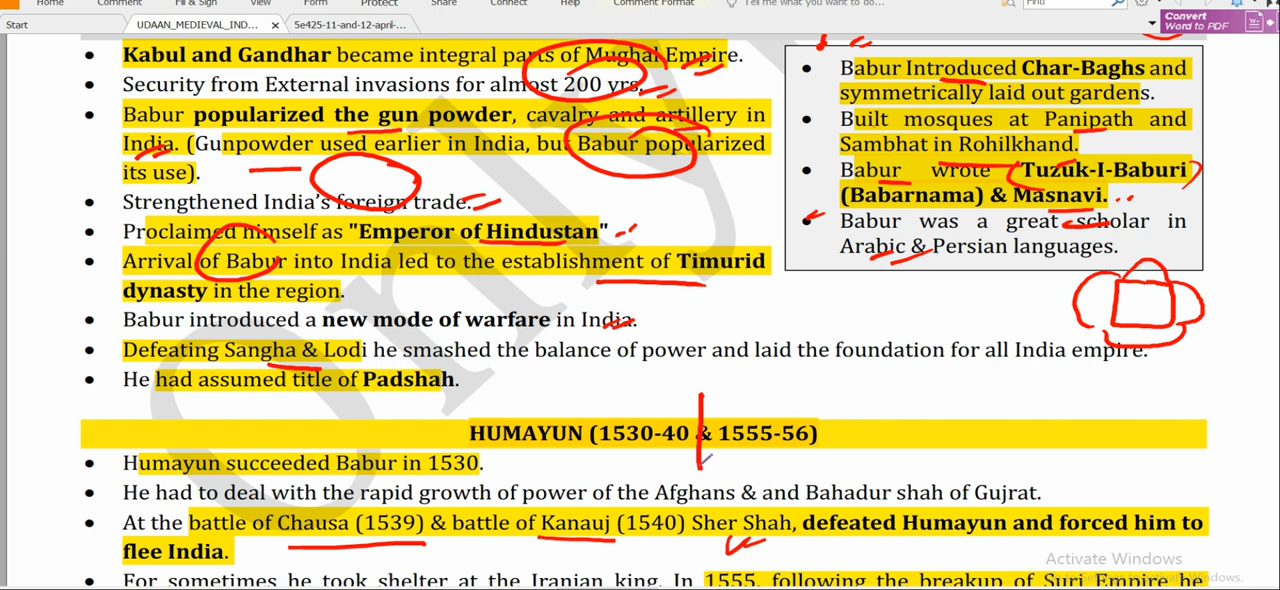 Home Comment View Form Protect Share Connect Help Comment Format Tell me what you want to do... Find
Start UDAAN_MEDIEVAL_IND... × 5e425-11-and-12-april-...
Convert
Word to PDF
• Kabul and Gandhar became integral parts of Mughal Empire.
• Security from External invasions for almost 200 yrs.
• Babur popularized the gun powder, cavalry and artillery in
India. (Gunpowder used earlier in India, but Babur popularized
its use).
• Strengthened India's foreign trade.
• Proclaimed himself as "Emperor of Hindustan"
• Arrival of Babur into India led to the establishment of Timurid
dynasty in the region.
• Babur introduced a new mode of warfare in India.
• Defeating Sangha & Lodi he smashed the balance of power and laid the foundation for all India empire.
• He had assumed title of Padshah.
• Babur Introduced Char-Baghs and
symmetrically laid out gardens.
• Built mosques at Panipath and
Sambhat in Rohilkhand.
• Babur wrote Tuzuk-I-Baburi
(Babarnama) & Masnavi.
• Babur was a great scholar in
Arabic & Persian languages.
HUMAYUN (1530-40 & 1555-56)
• Humayun succeeded Babur in 1530.
• He had to deal with the rapid growth of power of the Afghans & and Bahadur shah of Gujrat.
• At the battle of Chausa (1539) & battle of Kanauj (1540) Sher Shah, defeated Humayun and forced him to
flee India.
• For sometimes he took shelter at the Iranian king. In 1555, following the breakup of Suri Empire he
Activate Windows